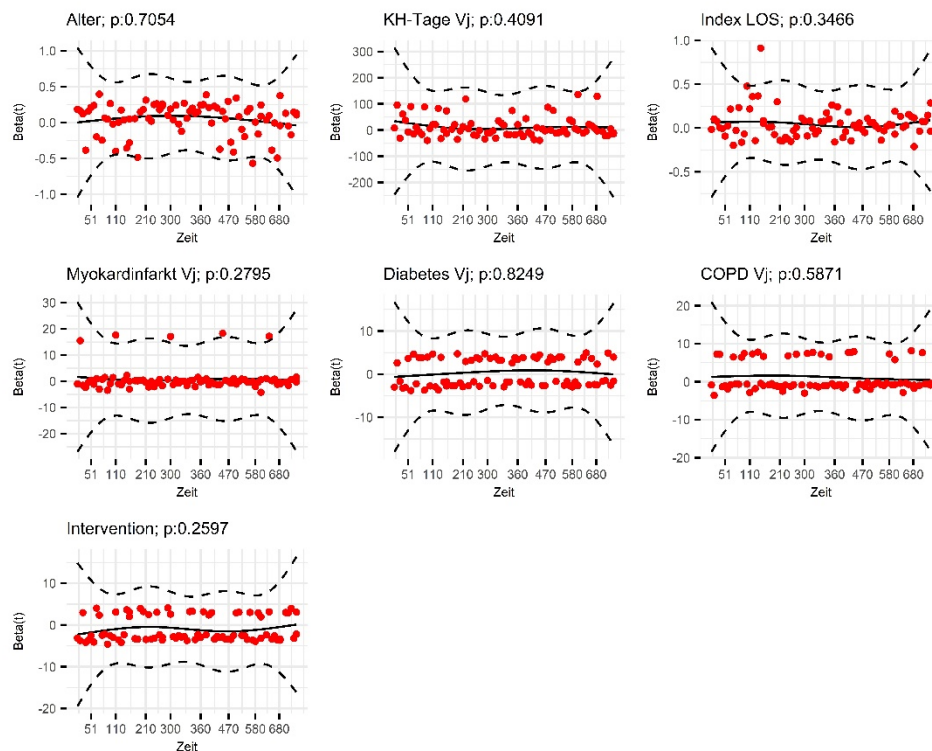 Alter; p:0.7054
1.0
0.5
0.0
-0.5
-1.0
Beta(t)
51 110 210 300 360 470 580 680
Zeit
KH-Tage Vj; p:0.4091
300
200
100
0
-100
-200
Beta(t)
51 110 210 300 360 470 580 680
Zeit
Index LOS; p:0.3466
1.0
0.5
0.0
-0.5
Beta(t)
51 110 210 300 360 470 580 680
Zeit
Myokardinfarkt Vj; p:0.2795
30
20
10
0
-10
-20
Beta(t)
51 110 210 300 360 470 580 680
Zeit
Diabetes Vj; p:0.8249
10
0
-10
Beta(t)
51 110 210 300 360 470 580 680
Zeit
COPD Vj; p:0.5871
20
10
0
-10
-20
Beta(t)
51 110 210 300 360 470 580 680
Zeit
Intervention; p:0.2597
10
0
-10
-20
Beta(t)
51 110 210 300 360 470 580 680
Zeit